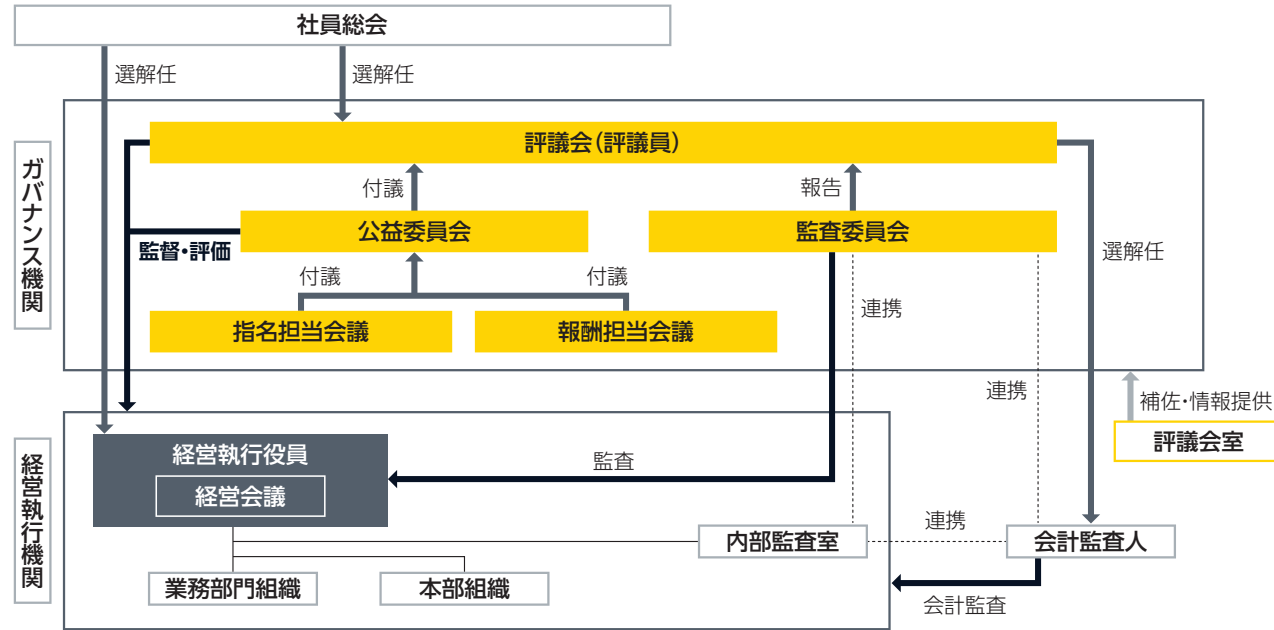 社員総会
選解任
選解任
ガバナンス機関
評議会(評議員)
付議
報告
公益委員会
監査委員会
監督・評価
選解任
付議
付議
連携
指名担当会議
報酬担当会議
連携
補佐・情報提供
評議会室
経営執行機関
経営執行役員
監査
経営会議
連携
内部監査室
会計監査人
業務部門組織
本部組織
会計監査